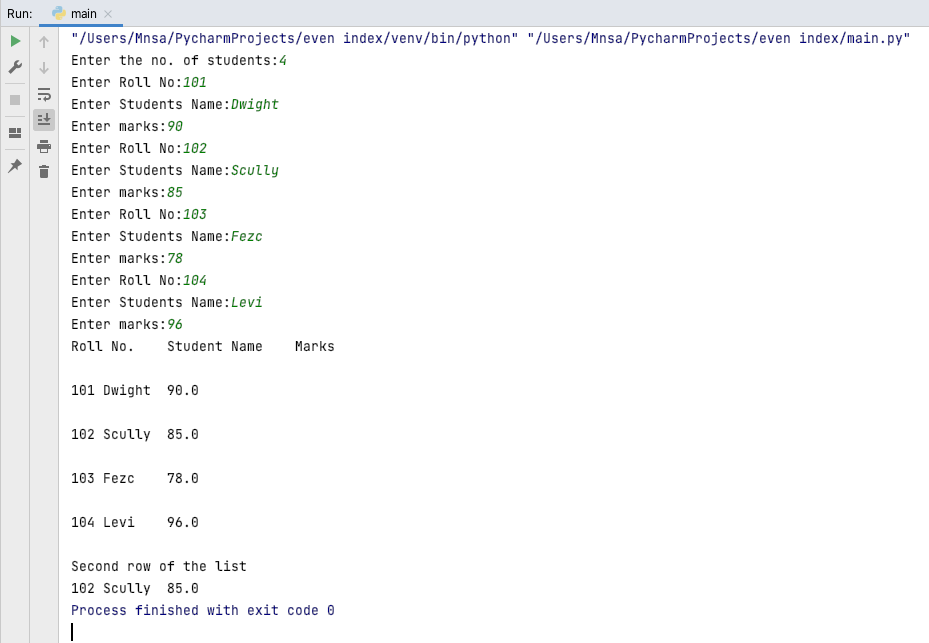 Run: main
"/Users/Mnsa/PycharmProjects/even index/venv/bin/python" "/Users/Mnsa/PycharmProjects/even index/main.py"
Enter the no. of students:4
Enter Roll No:101
Enter Students Name:Dwight
Enter marks:90
Enter Roll No:102
Enter Students Name:Scully
Enter marks:85
Enter Roll No:103
Enter Students Name:Fezc
Enter marks:78
Enter Roll No:104
Enter Students Name:Levi
Enter marks:96
Roll No.    Student Name    Marks
101 Dwight  90.0
102 Scully  85.0
103 Fezc    78.0
104 Levi    96.0
Second row of the list
102 Scully  85.0
Process finished with exit code 0